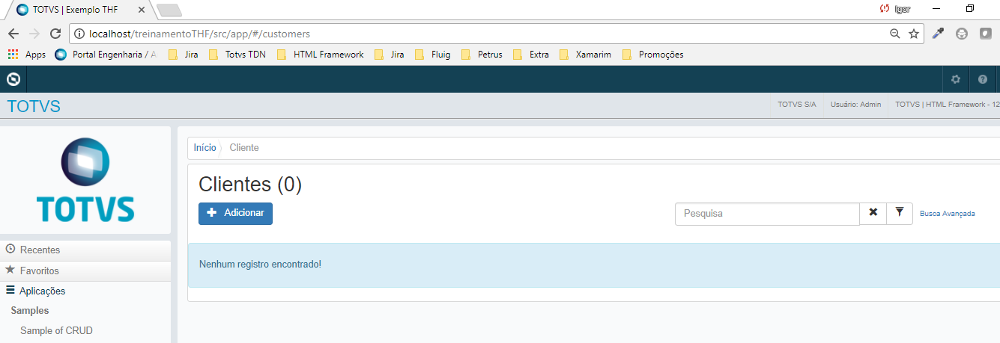 TOTVS | Exemplo THF
Igor
localhost/treinamentoTHF/src/app/#/customers
Apps Portal Engenharia / A Jira Totvs TDN HTML Framework Jira Fluig Petrus Extra Xamarim Promoções
TOTVS TOTVS S/A Usuário: Admin TOTVS | HTML Framework - 12
TOTVS
Início Cliente
Clientes (0)
Adicionar Pesquisa Busca Avançada
Nenhum registro encontrado!
Recentes
Favoritos
Aplicações
Samples
Sample of CRUD